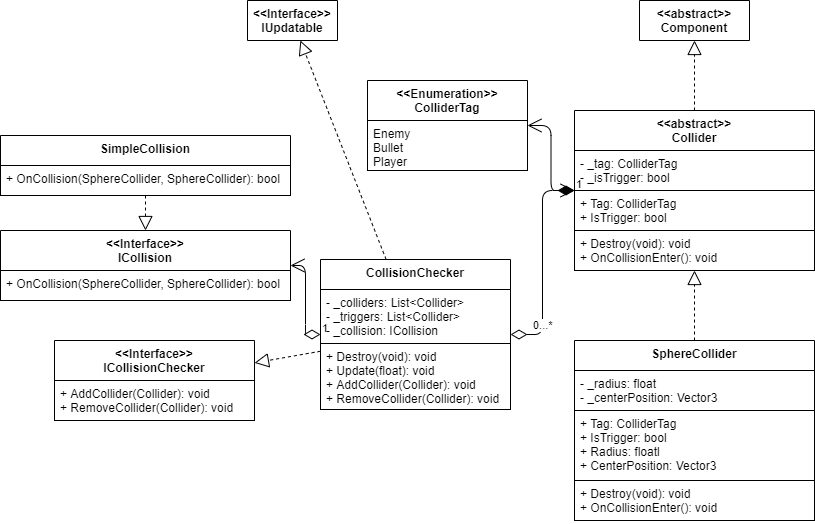 <<Interface>>
IUpdatable
<<abstract>>
Component
<<Enumeration>>
ColliderTag
Enemy
Bullet
Player
<<abstract>>
Collider
- _tag: ColliderTag
- _isTrigger: bool
+ Tag: ColliderTag
+ IsTrigger: bool
+ Destroy(void): void
+ OnCollisionEnter(): void
1
SimpleCollision
+ OnCollision(SphereCollider, SphereCollider): bool
<<Interface>>
ICollision
+ OnCollision(SphereCollider, SphereCollider): bool
CollisionChecker
- _colliders: List<Collider>
- _triggers: List<Collider>
- _collision: ICollision
+ Destroy(void): void
+ Update(float): void
+ AddCollider(Collider): void
+ RemoveCollider(Collider): void
1
0...*
<<Interface>>
ICollisionChecker
+ AddCollider(Collider): void
+ RemoveCollider(Collider): void
SphereCollider
- _radius: float
- _centerPosition: Vector3
+ Tag: ColliderTag
+ IsTrigger: bool
+ Radius: floatl
+ CenterPosition: Vector3
+ Destroy(void): void
+ OnCollisionEnter(): void